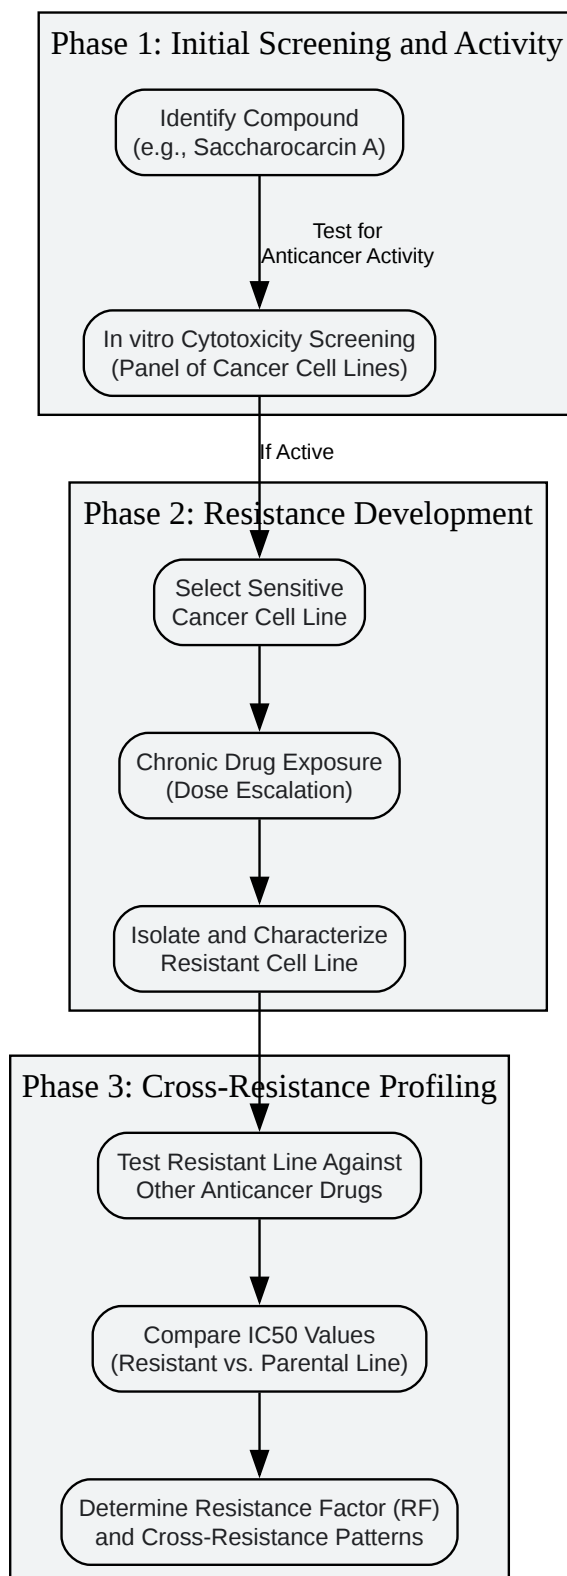 Phase 1: Initial Screening and Activity
Identify Compound
(e.g., Saccharocarcin A)
Test for
Anticancer Activity
In vitro Cytotoxicity Screening
(Panel of Cancer Cell Lines)
If Active
Phase 2: Resistance Development
Select Sensitive
Cancer Cell Line
Chronic Drug Exposure
(Dose Escalation)
Isolate and Characterize
Resistant Cell Line
Phase 3: Cross-Resistance Profiling
Test Resistant Line Against
Other Anticancer Drugs
Compare IC50 Values
(Resistant vs. Parental Line)
Determine Resistance Factor (RF)
and Cross-Resistance Patterns